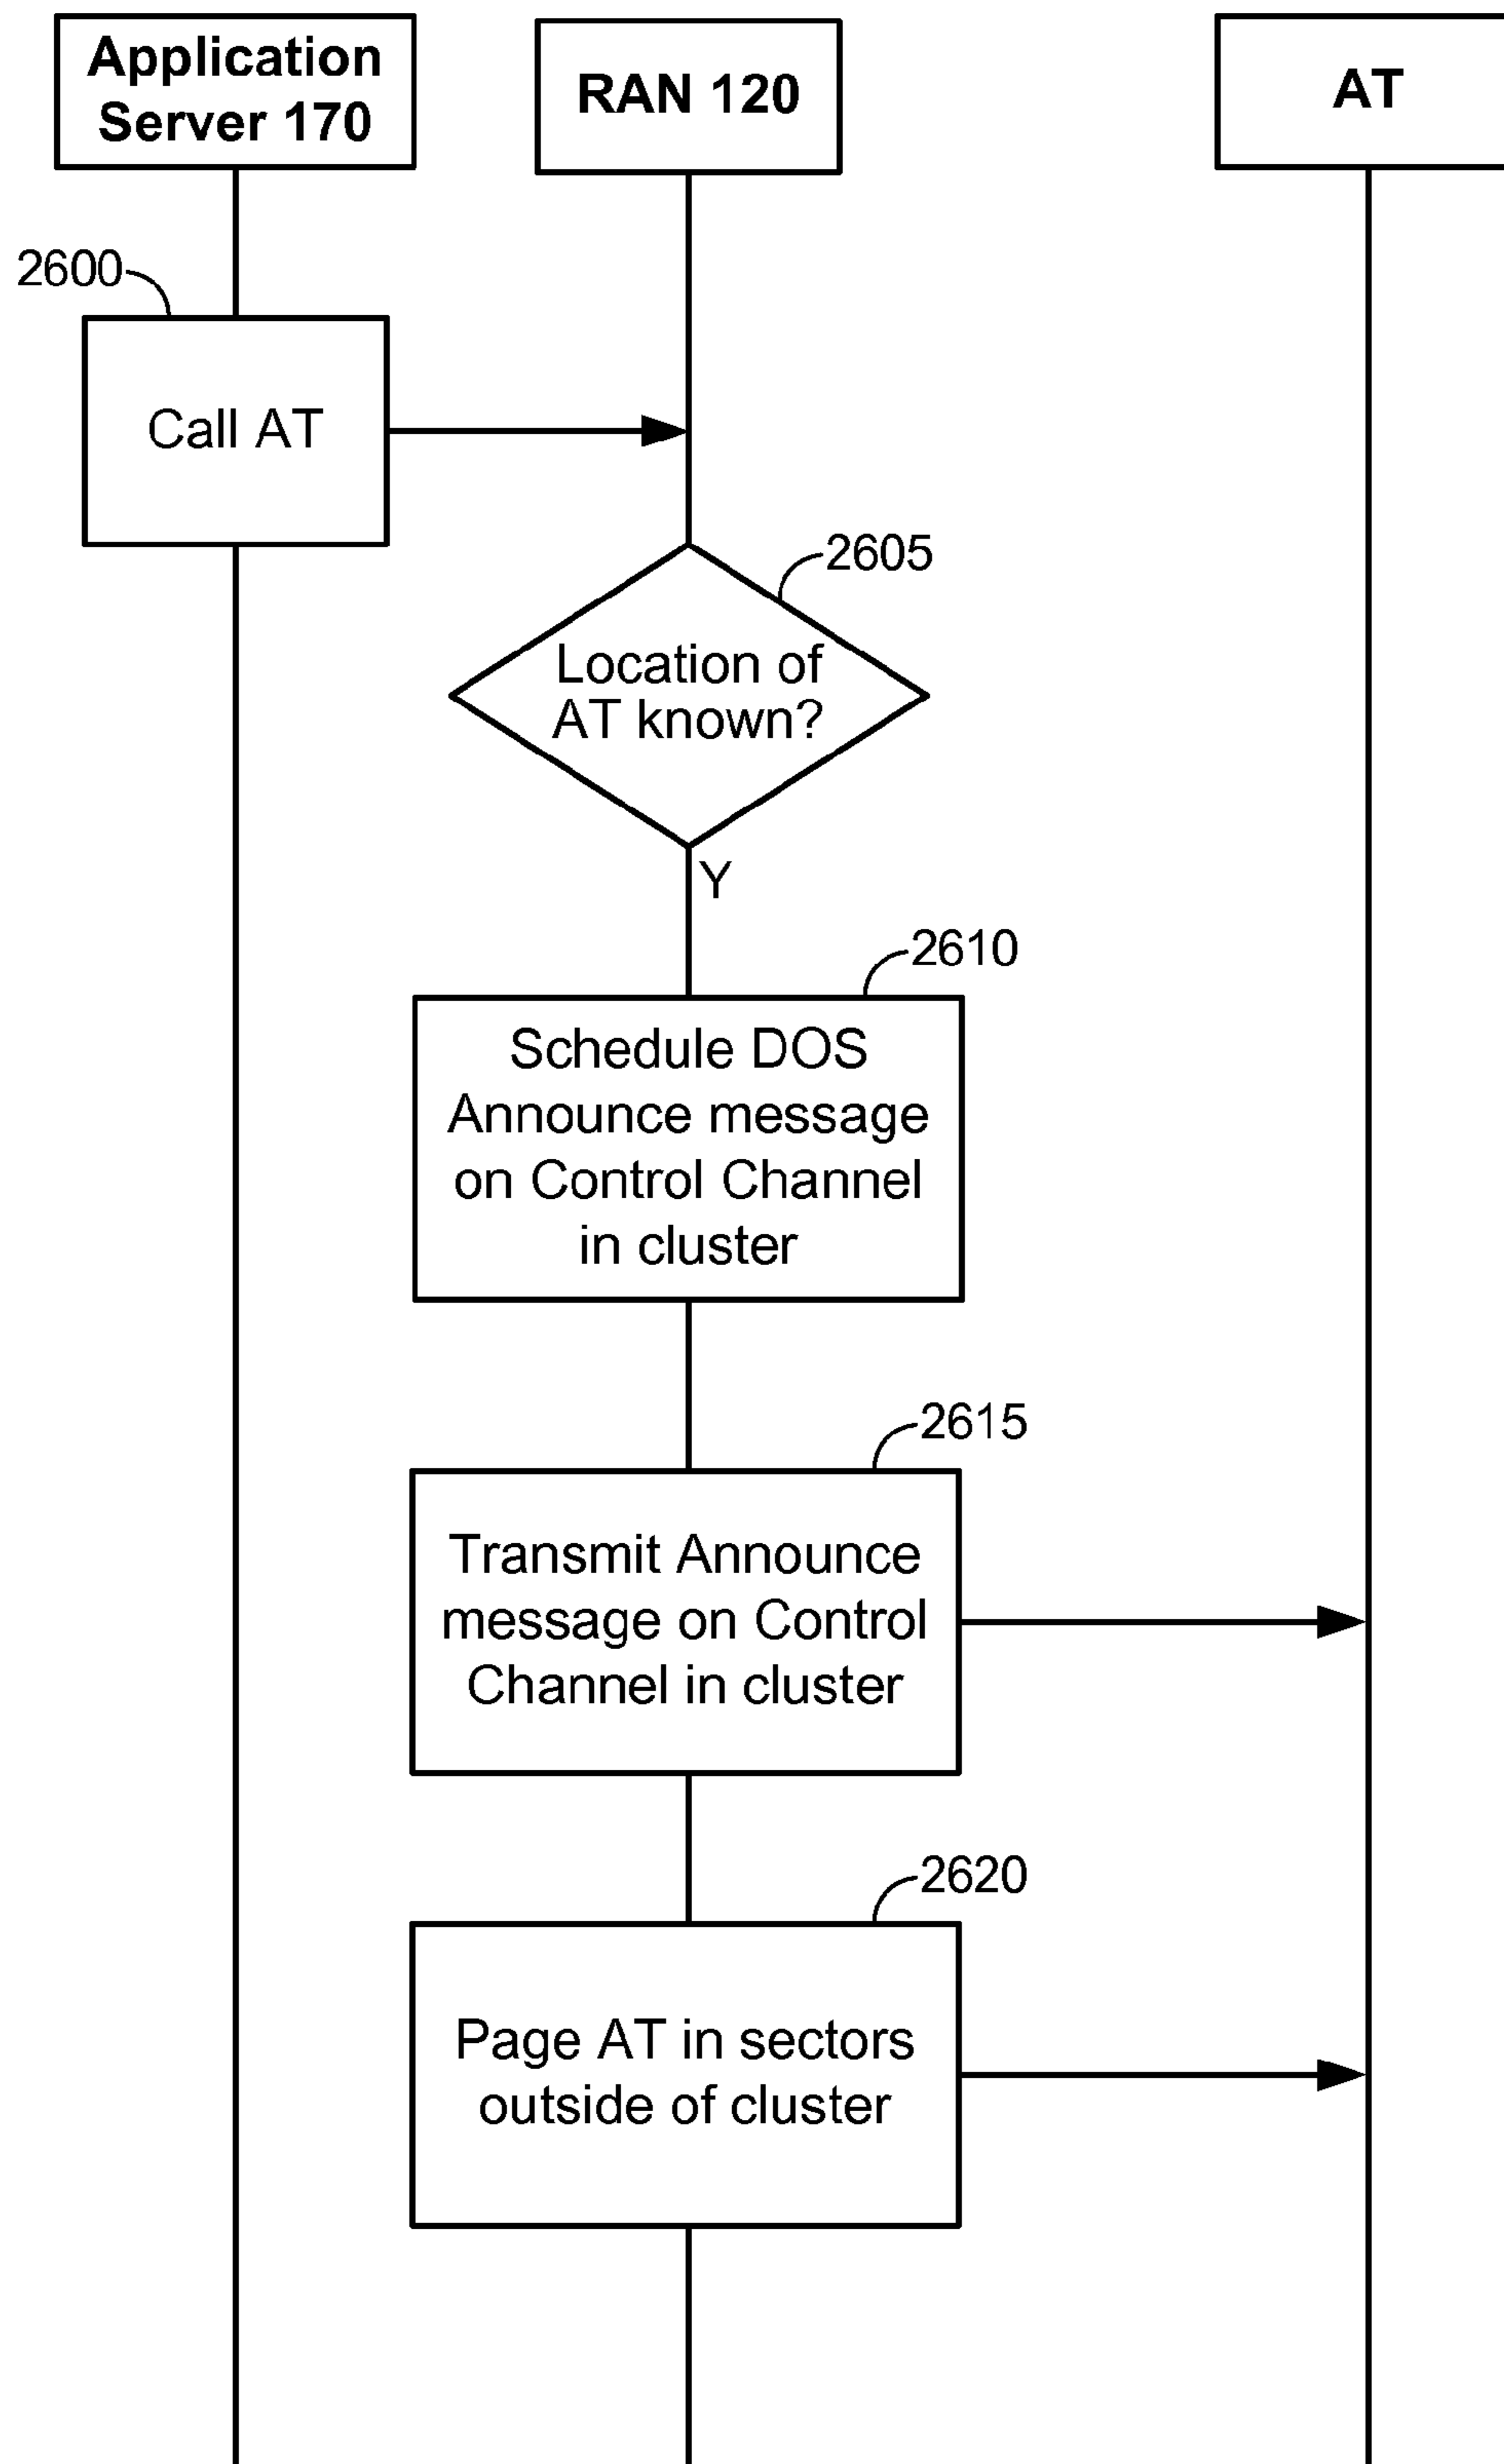 Application
Server 170
RAN 120
AT
2600
Call AT
2605
Location of
AT known?
Y
2610
Schedule DOS
Announce message
on Control Channel
in cluster
2615
Transmit Announce
message on Control
Channel in cluster
2620
Page AT in sectors
outside of cluster